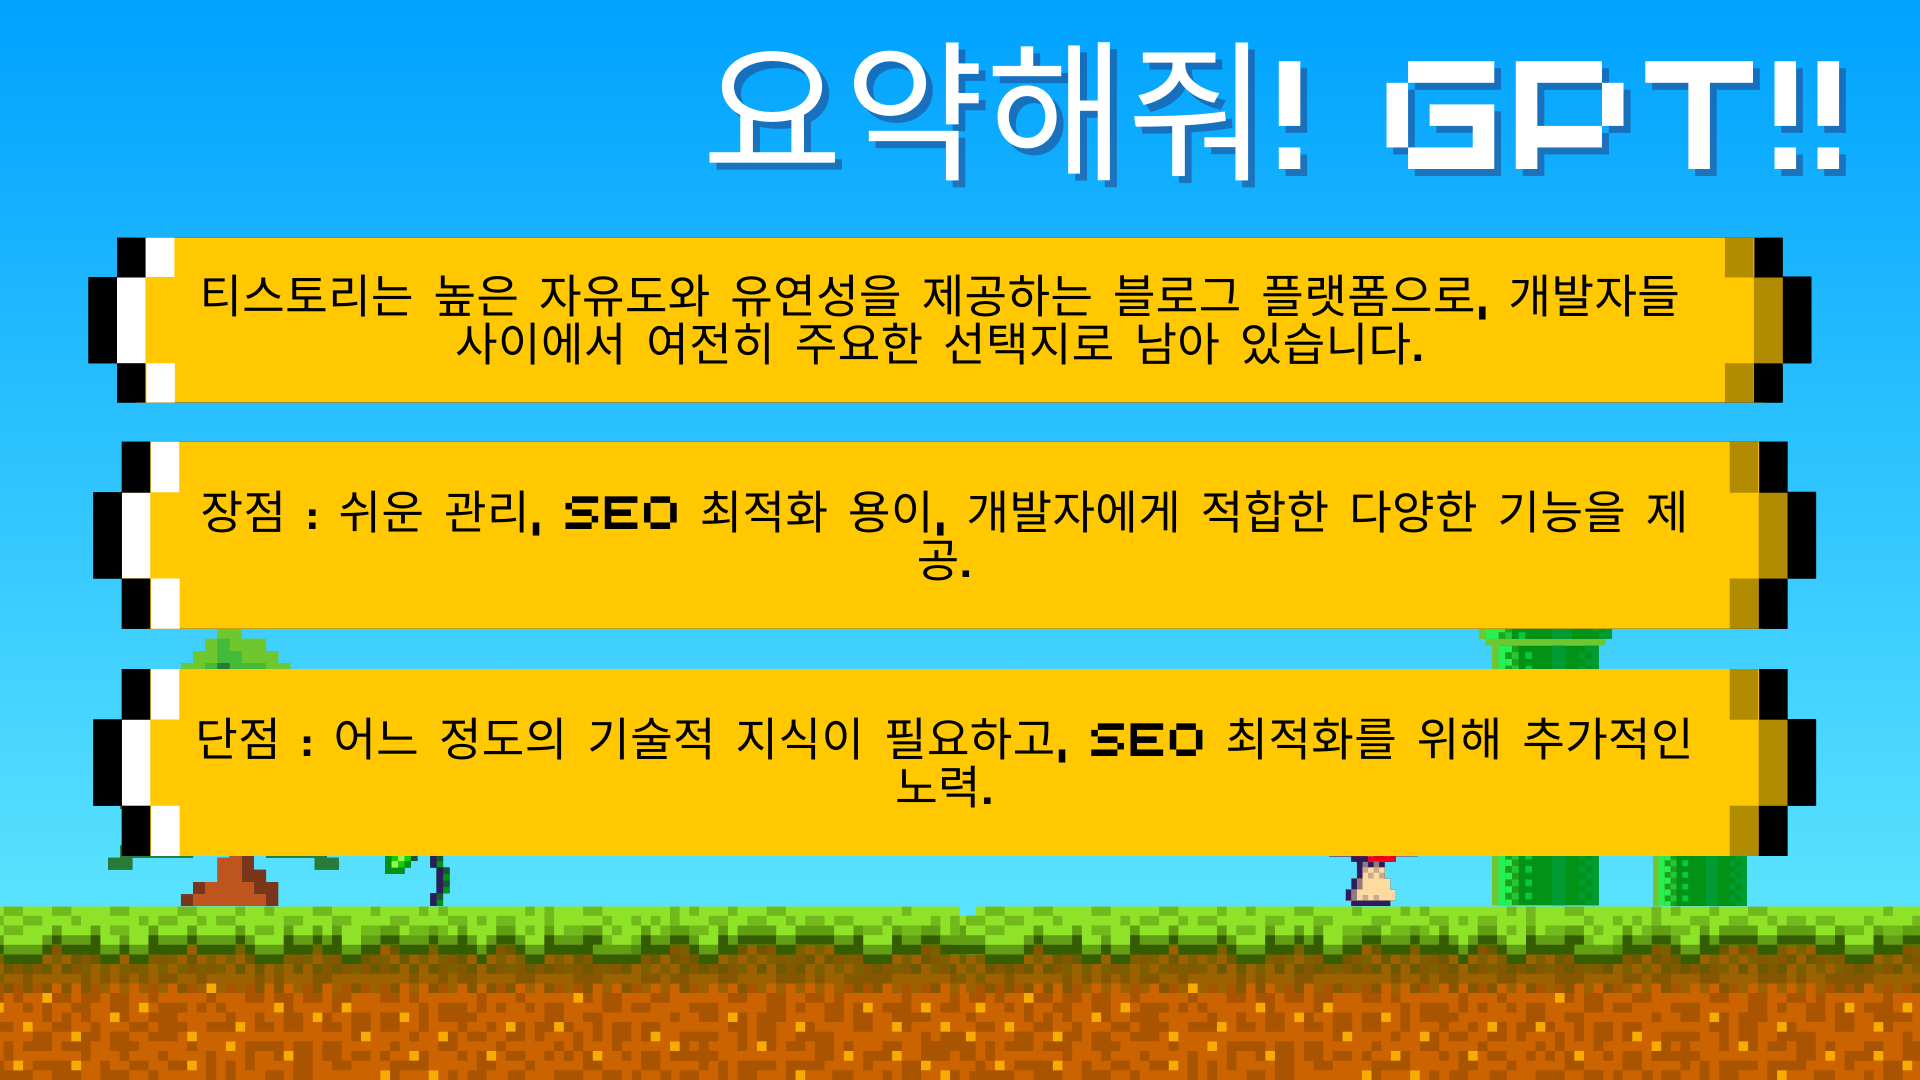 요약해줘! GPT!!
티스토리는 높은 자유도와 유연성을 제공하는 블로그 플랫폼으로, 개발자들
사이에서 여전히 주요한 선택지로 남아 있습니다.
장점 : 쉬운 관리, SEO 최적화 용이, 개발자에게 적합한 다양한 기능을 제
공.
단점 : 어느 정도의 기술적 지식이 필요하고, SEO 최적화를 위해 추가적인
노력.